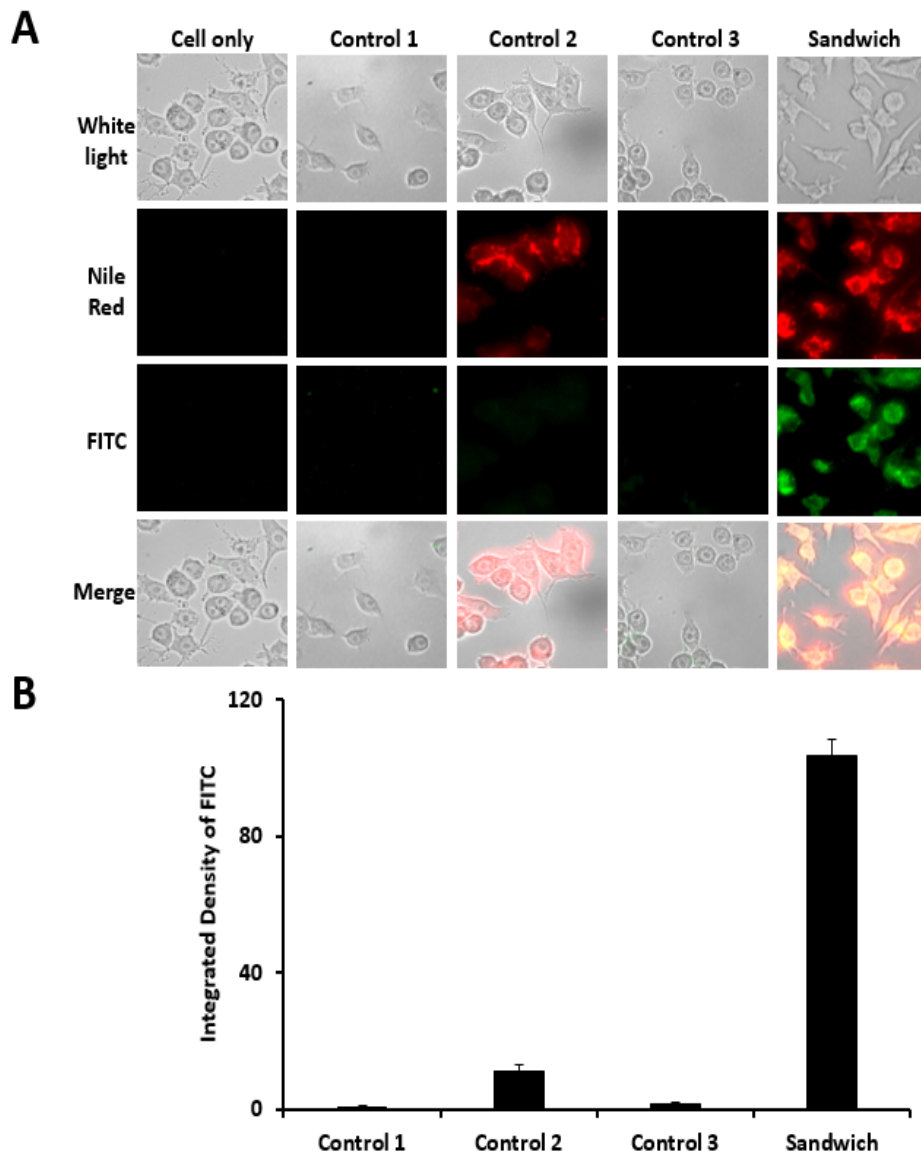 A
Cell only Control 1 Control 2 Control 3 Sandwich
White
light
Nile
Red
FITC
Merge
B
Integrated Density of FITC
120
80
40
0
Control 1 Control 2 Control 3 Sandwich